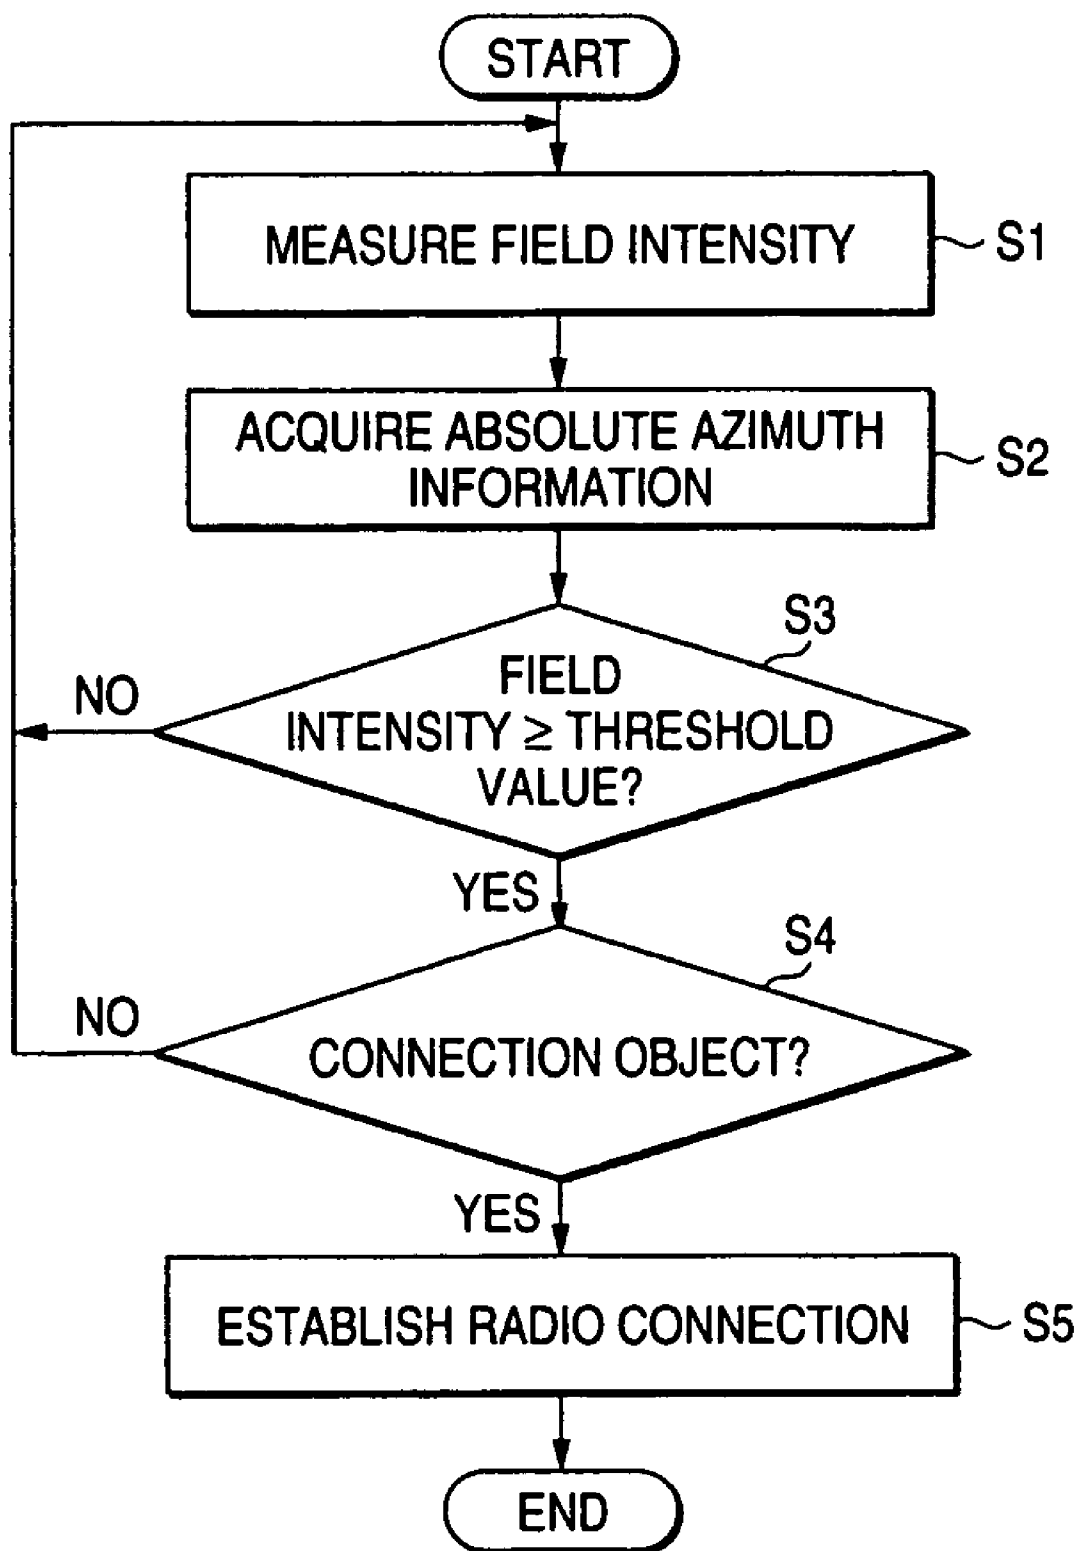 START
MEASURE FIELD INTENSITY
S1
ACQUIRE ABSOLUTE AZIMUTH
INFORMATION
S2
S3
FIELD
INTENSITY ≥ THRESHOLD
VALUE?
NO
YES
S4
CONNECTION OBJECT?
NO
YES
ESTABLISH RADIO CONNECTION
S5
END